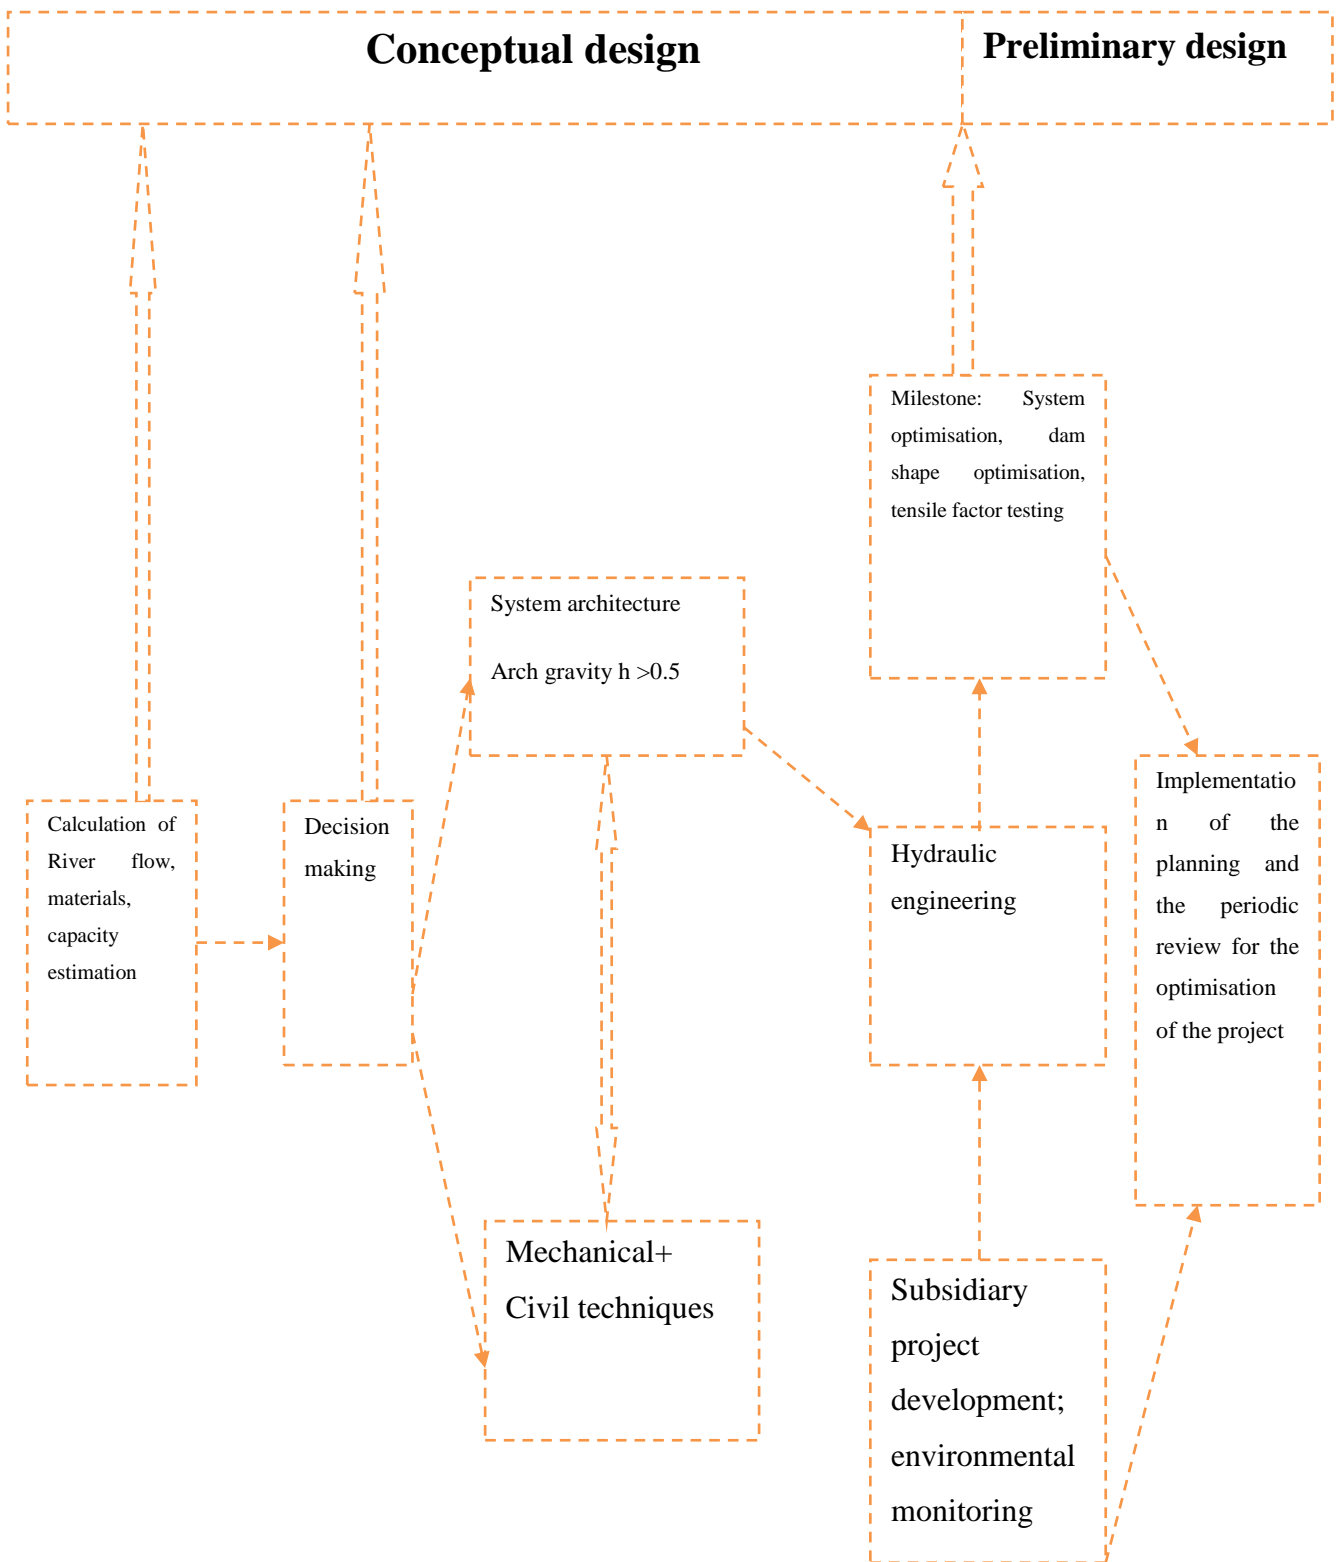 Conceptual design
Preliminary design
Milestone: System
optimisation, dam
shape optimisation,
tensile factor testing
System architecture
Arch gravity h >0.5
Calculation of
River flow,
materials,
capacity
estimation
Decision
making
Hydraulic
engineering
Implementatio
n of the
planning and
the periodic
review for the
optimisation
of the project
Mechanical+
Civil techniques
Subsidiary
project
development;
environmental
monitoring